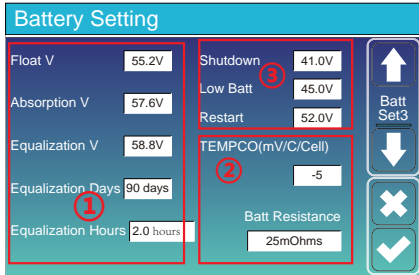 Battery Setting
Float V 55.2V
Absorption V 57.6V
Equalization V 58.8V
Equalization Days 90 days
Equalization Hours 2.0 hours
①
Shutdown 41.0V
③
Low Batt 45.0V
Restart 52.0V
TEMPCO(mV/C/Cell)
② -5
Batt Resistance
25mOhms
Batt
Set3